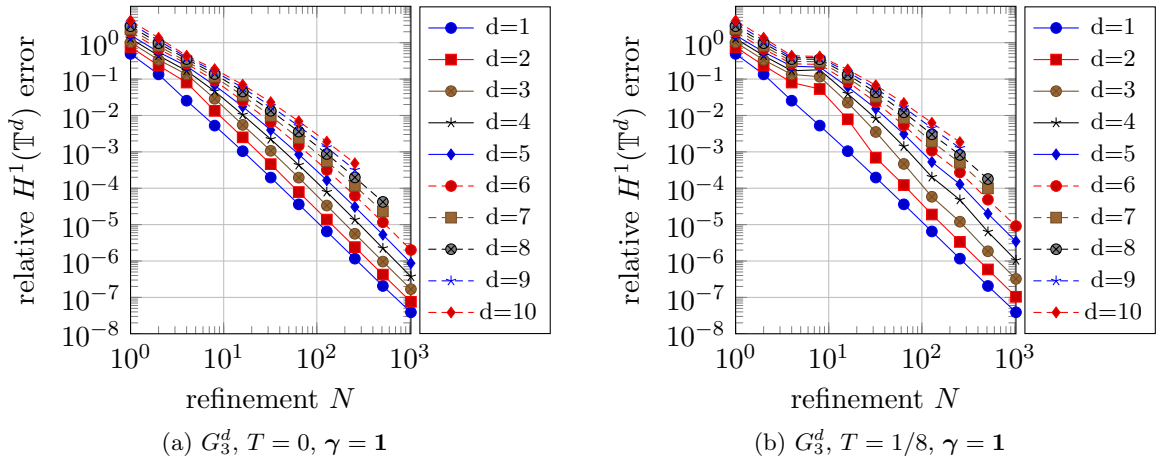 10^0
10^{-1}
10^{-2}
10^{-3}
10^{-4}
10^{-5}
10^{-6}
10^{-7}
10^{-8}
relative H^1(𝕋^d) error
10^0 10^1 10^2 10^3
refinement N
d=1
d=2
d=3
d=4
d=5
d=6
d=7
d=8
d=9
d=10
(a) G_3^d, T = 0, γ = 1
10^0
10^{-1}
10^{-2}
10^{-3}
10^{-4}
10^{-5}
10^{-6}
10^{-7}
10^{-8}
relative H^1(𝕋^d) error
10^0 10^1 10^2 10^3
refinement N
d=1
d=2
d=3
d=4
d=5
d=6
d=7
d=8
d=9
d=10
(b) G_3^d, T = 1/8, γ = 1